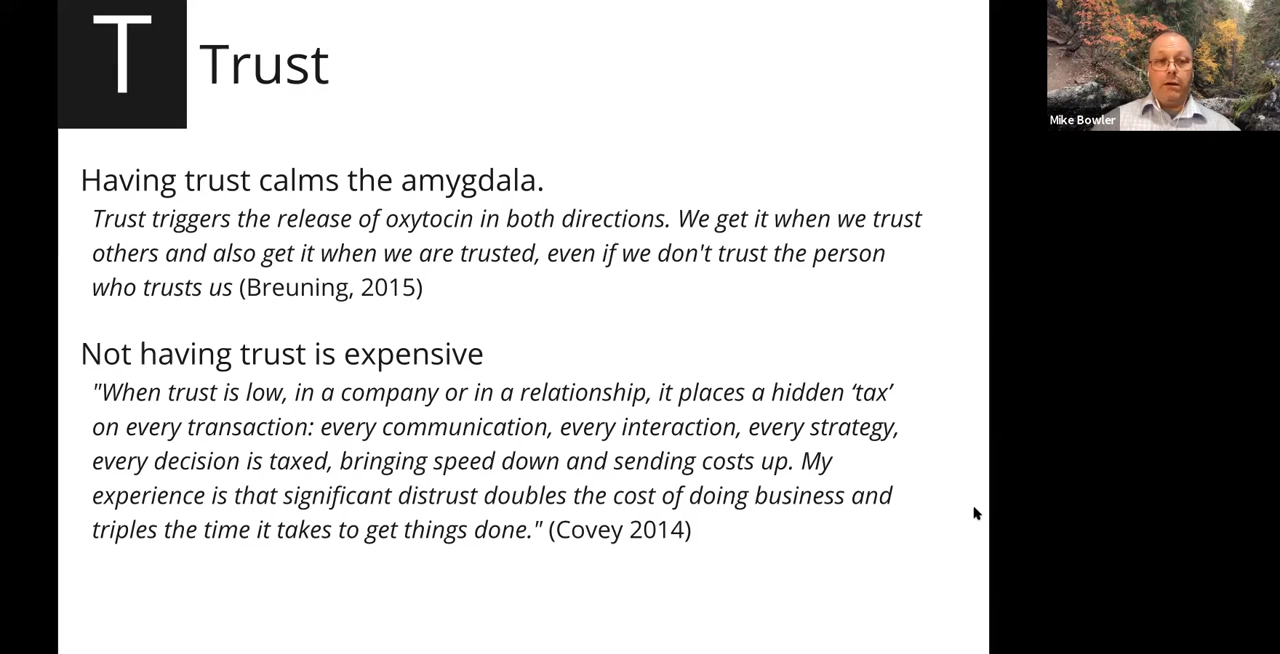 T
Trust
Having trust calms the amygdala.
Trust triggers the release of oxytocin in both directions. We get it when we trust
others and also get it when we are trusted, even if we don't trust the person
who trusts us (Breuning, 2015)
Not having trust is expensive
"When trust is low, in a company or in a relationship, it places a hidden ‘tax’
on every transaction: every communication, every interaction, every strategy,
every decision is taxed, bringing speed down and sending costs up. My
experience is that significant distrust doubles the cost of doing business and
triples the time it takes to get things done." (Covey 2014)
Mike Bowler